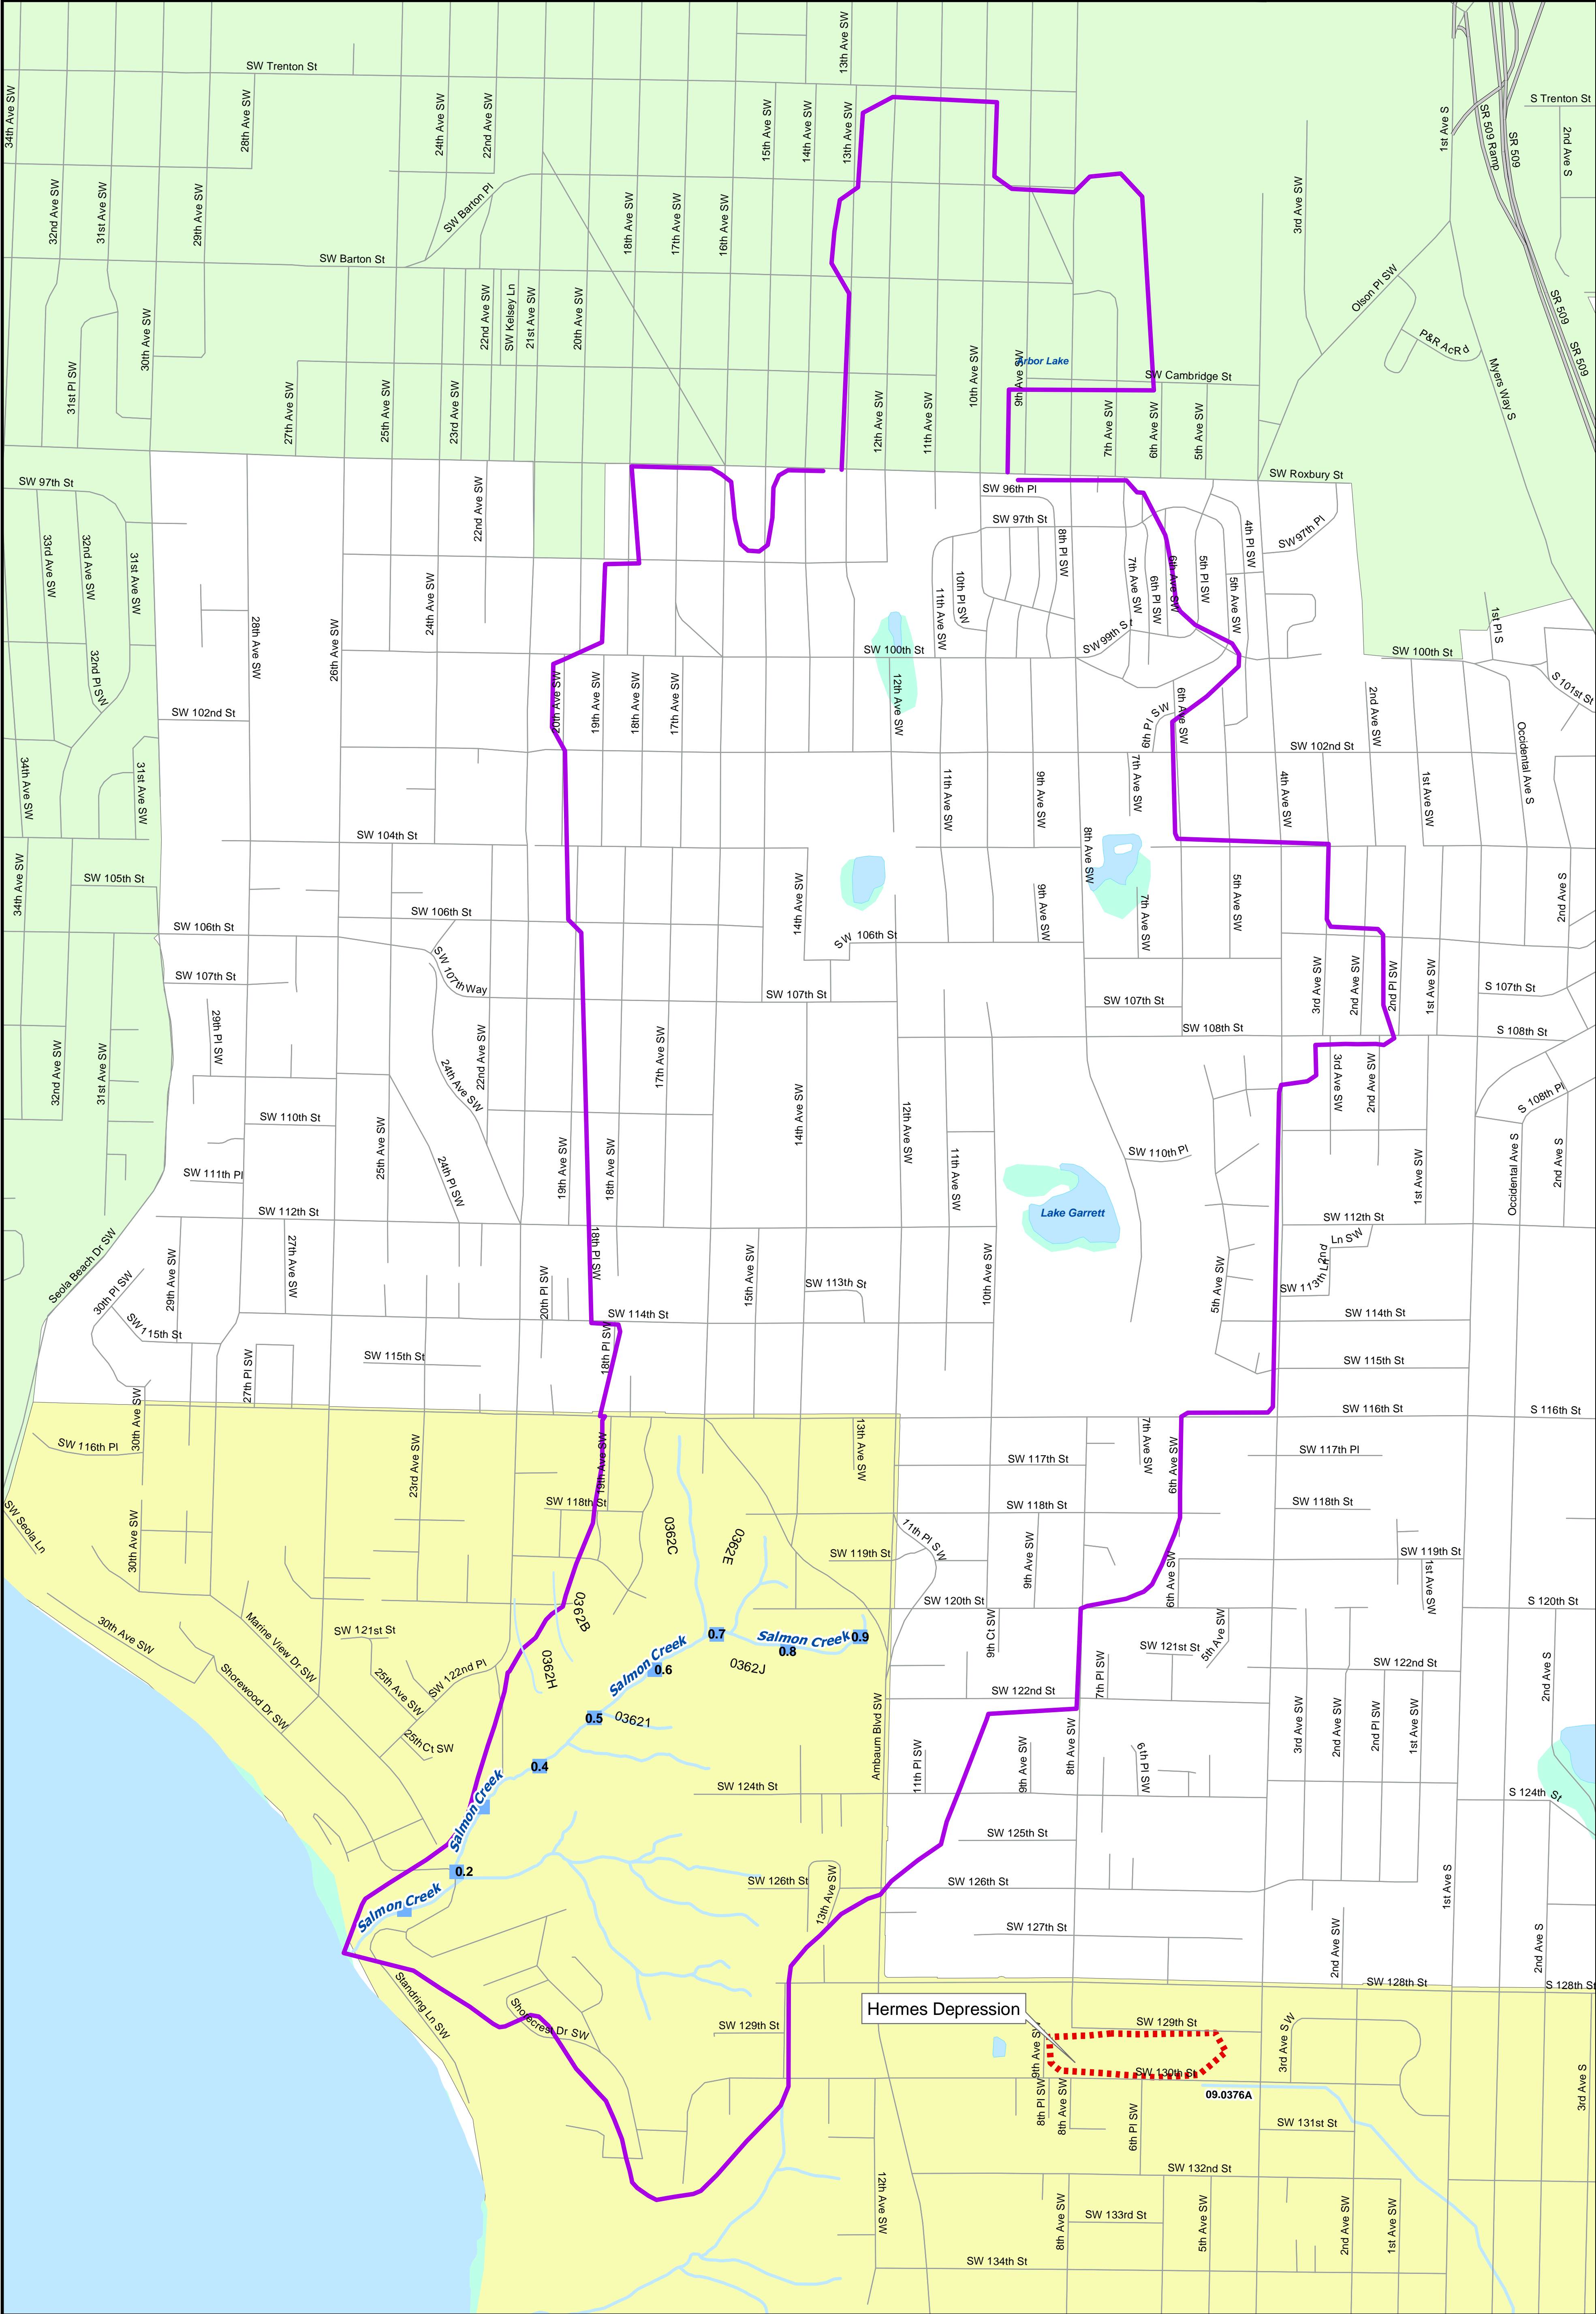 SW Trenton St
13th Ave SW
34th Ave SW
28th Ave SW
24th Ave SW
22nd Ave SW
15th Ave SW
14th Ave SW
13th Ave SW
1st Ave S
SR 509 Ramp
SR 509
S Trenton St
2nd Ave S
32nd Ave SW
31st Ave SW
29th Ave SW
SW Barton Pl
18th Ave SW
17th Ave SW
16th Ave SW
3rd Ave SW
SW Barton St
Olson Pl SW
SR 509
SR 509
P&R AcRd
Myers Way S
31st Pl SW
30th Ave SW
22nd Ave SW
SW Kelsey Ln
21st Ave SW
20th Ave SW
27th Ave SW
25th Ave SW
23rd Ave SW
12th Ave SW
11th Ave SW
10th Ave SW
9th Ave SW
Arbor Lake
SW Cambridge St
7th Ave SW
6th Ave SW
5th Ave SW
SW Roxbury St
SW 97th St
33rd Ave SW
32nd Ave SW
31st Ave SW
32nd Pl SW
22nd Ave SW
24th Ave SW
SW 96th Pl
SW 97th St
8th Pl SW
10th Pl SW
11th Ave SW
7th Ave SW
6th Pl SW
6th Ave SW
5th Pl SW
5th Ave SW
4th Pl SW
SW 97th Pl
SW 99th St
28th Ave SW
26th Ave SW
SW 100th St
SW 100th St
1st Pl S
S 101st St
SW 102nd St
20th Ave SW
19th Ave SW
18th Ave SW
17th Ave SW
12th Ave SW
6th Pl SW
6th Ave SW
2nd Ave SW
SW 102nd St
Occidental Ave S
34th Ave SW
31st Ave SW
11th Ave SW
9th Ave SW
7th Ave SW
4th Ave SW
1st Ave SW
SW 104th St
8th Ave SW
34th Ave SW
SW 105th St
14th Ave SW
9th Ave SW
7th Ave SW
5th Ave SW
2nd Ave S
SW 106th St
SW 106th St
SW 106th St
SW 107th St
SW 107th Way
SW 107th St
SW 107th St
3rd Ave SW
2nd Ave SW
2nd Pl SW
1st Ave SW
S 107th St
29th Pl SW
SW 108th St
S 108th St
32nd Ave SW
31st Ave SW
24th Ave SW
22nd Ave SW
17th Ave SW
3rd Ave SW
2nd Ave SW
S 108th Pl
SW 110th St
25th Ave SW
24th Pl SW
19th Ave SW
18th Ave SW
14th Ave SW
12th Ave SW
11th Ave SW
SW 110th Pl
1st Ave SW
Occidental Ave S
2nd Ave S
SW 111th Pl
SW 112th St
Lake Garrett
SW 112th St
Seola Beach Dr SW
30th Pl SW
29th Ave SW
27th Ave SW
20th Pl SW
18th Pl SW
15th Ave SW
SW 113th St
10th Ave SW
5th Ave SW
2nd Ln SW
SW 113th Ln
SW 114th St
SW 114th St
SW 115th St
27th Pl SW
SW 115th St
18th Pl SW
SW 115th St
30th Ave SW
SW 116th St
S 116th St
SW 116th Pl
23rd Ave SW
19th Ave SW
13th Ave SW
7th Ave SW
6th Ave SW
SW 117th St
SW 117th Pl
SW Seola Ln
30th Ave SW
SW 118th St
0362C
0362E
SW 118th St
SW 118th St
11th Pl SW
SW 119th St
9th Ave SW
6th Ave SW
SW 119th St
1st Ave SW
0362B
SW 120th St
S 120th St
30th Ave SW
Marine View Dr SW
SW 121st St
0.7
Salmon Creek
0.9
0.8
9th Ct SW
SW 121st St
5th Ave SW
Shorewood Dr SW
25th Ave SW
SW 122nd Pl
0362H
Salmon Creek
0.6
0362J
7th Pl SW
SW 122nd St
SW 122nd St
2nd Ave S
25th Ct SW
0.5
03621
Ambaum Blvd SW
0.4
11th Pl SW
9th Ave SW
8th Ave SW
6th Pl SW
3rd Ave SW
2nd Ave SW
2nd Pl SW
1st Ave SW
SW 124th St
S 124th St
Salmon Creek
SW 125th St
0.2
SW 126th St
13th Ave SW
SW 126th St
1st Ave S
Salmon Creek
SW 127th St
2nd Ave SW
2nd Ave S
Standring Ln SW
SW 128th St
S 128th St
Hermes Depression
Shorecrest Dr SW
SW 129th St
SW 129th St
9th Ave SW
3rd Ave SW
SW 130th St
09.0376A
8th Pl SW
8th Ave SW
6th Pl SW
SW 131st St
3rd Ave S
12th Ave SW
SW 132nd St
8th Ave SW
SW 133rd St
5th Ave SW
2nd Ave SW
1st Ave SW
SW 134th St